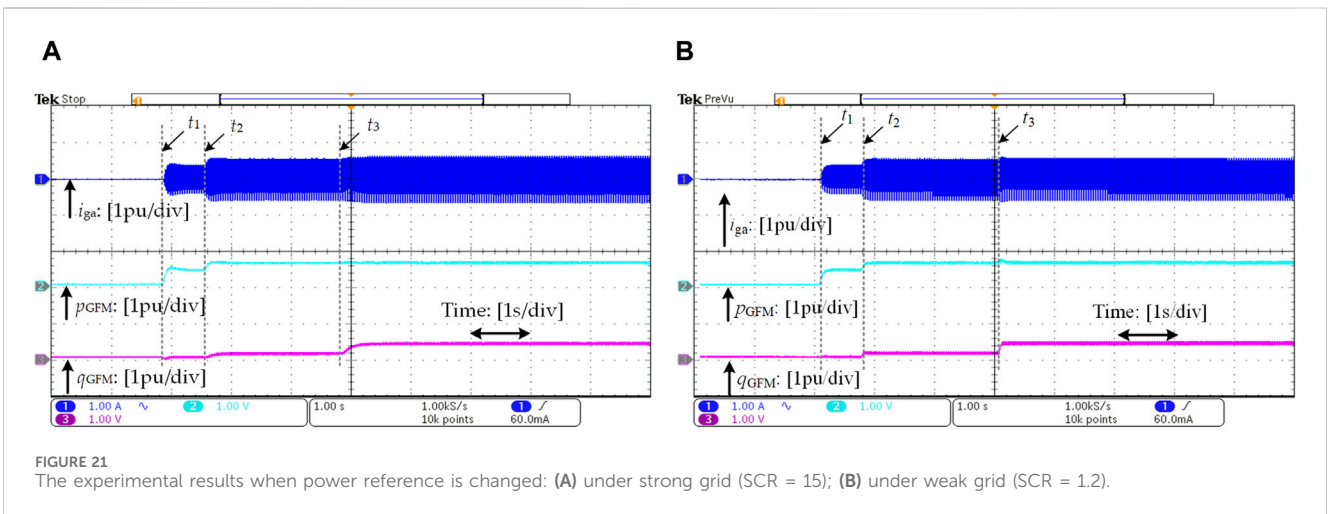 A
Tek Stop
t1
t2
t3
1
iga: [1pu/div]
2
pGFM: [1pu/div]
Time: [1s/div]
3
qGFM: [1pu/div]
1 1.00 A ∿ 2 1.00 V
3 1.00 V
1.00 s 1.00kS/s
10k points
1 ∫
60.0mA
B
Tek PreVu
t1
t2
t3
1
iga: [1pu/div]
2
pGFM: [1pu/div]
Time: [1s/div]
3
qGFM: [1pu/div]
1 1.00 A ∿ 2 1.00 V
3 1.00 V
1.00 s 1.00kS/s
10k points
1 ∫
60.0mA
FIGURE 21
The experimental results when power reference is changed: (A) under strong grid (SCR = 15); (B) under weak grid (SCR = 1.2).